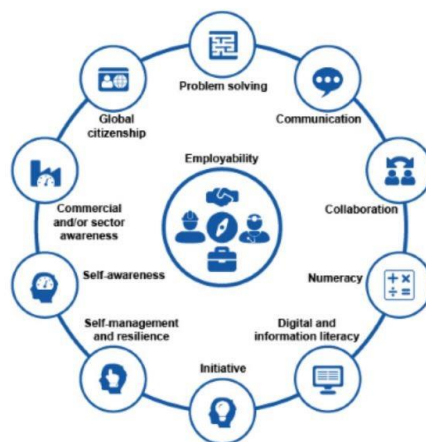 Problem solving
Global
citizenship
Communication
Employability
Commercial
and/or sector
awareness
Collaboration
Self-awareness
Numeracy
Self-management
and resilience
Digital and
information literacy
Initiative